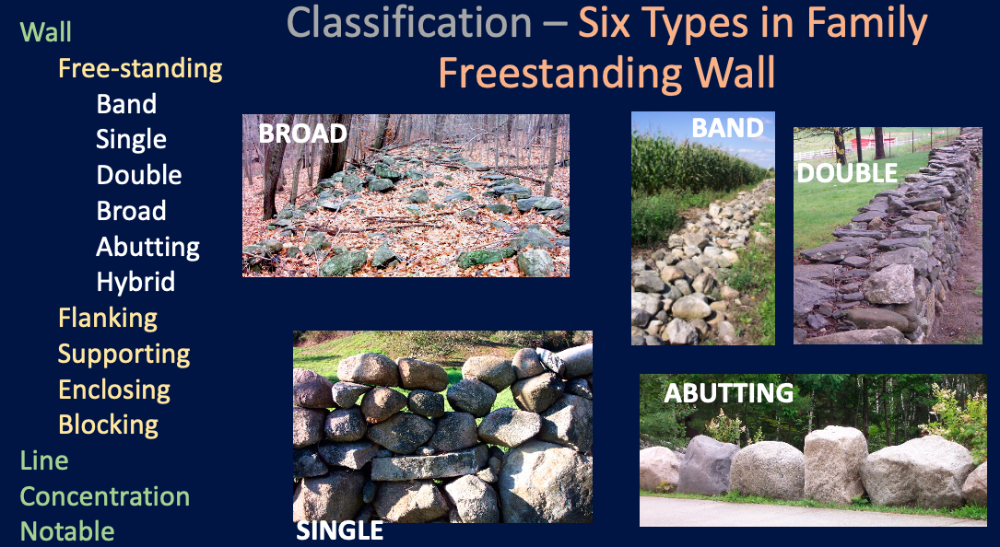 Classification – Six Types in Family
Freestanding Wall
Wall
Free-standing
Band
Single
Double
Broad
Abutting
Hybrid
Flanking
Supporting
Enclosing
Blocking
Line
Concentration
Notable
BROAD
BAND
DOUBLE
SINGLE
ABUTTING